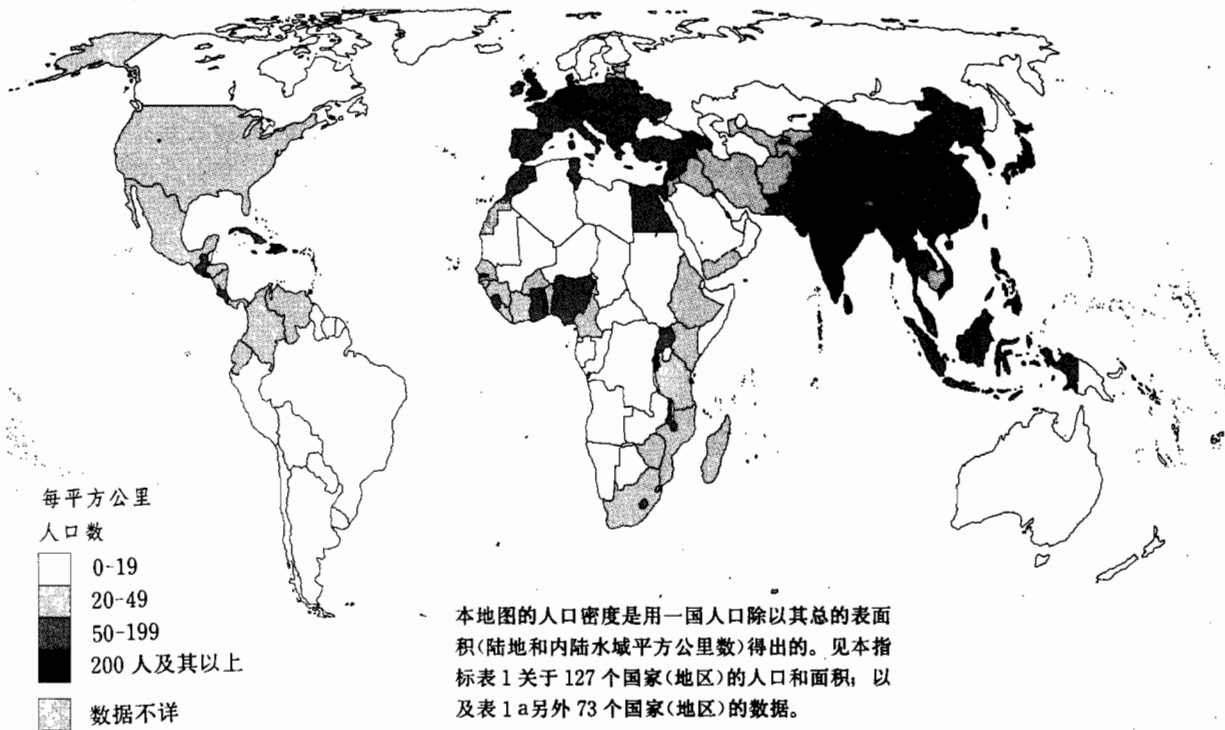 每平方公里
人口数
0-19
20-49
50-199
200 人及其以上
数据不详
本地图的人口密度是用一国人口除以其总的表面
积(陆地和内陆水域平方公里数)得出的。见本指
标表 1 关于 127 个国家(地区)的人口和面积; 以
及表 1a 另外 73 个国家(地区)的数据。